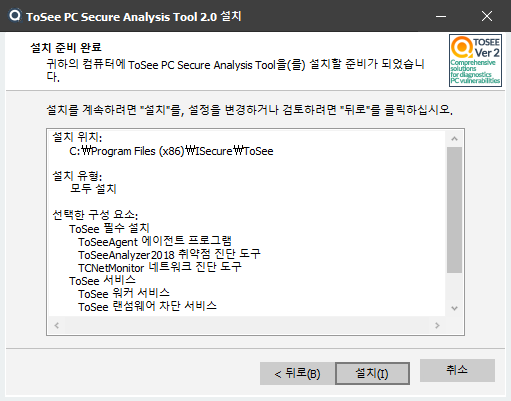 ToSee PC Secure Analysis Tool 2.0 설치
설치 준비 완료
귀하의 컴퓨터에 ToSee PC Secure Analysis Tool을(를) 설치할 준비가 되었습니
다.
TOSEE
Ver 2
Comprehensive
solutions
for diagnostics
PC vulnerabilities
설치를 계속하려면 "설치"를, 설정을 변경하거나 검토하려면 "뒤로"를 클릭하십시오.
설치 위치:
C:₩Program Files (x86)₩ISecure₩ToSee
설치 유형:
모두 설치
선택한 구성 요소:
ToSee 필수 설치
ToSeeAgent 에이전트 프로그램
ToSeeAnalyzer2018 취약점 진단 도구
TCNetMonitor 네트워크 진단 도구
ToSee 서비스
ToSee 워커 서비스
ToSee 랜섬웨어 차단 서비스
< 뒤로(B)
설치(I)
취소